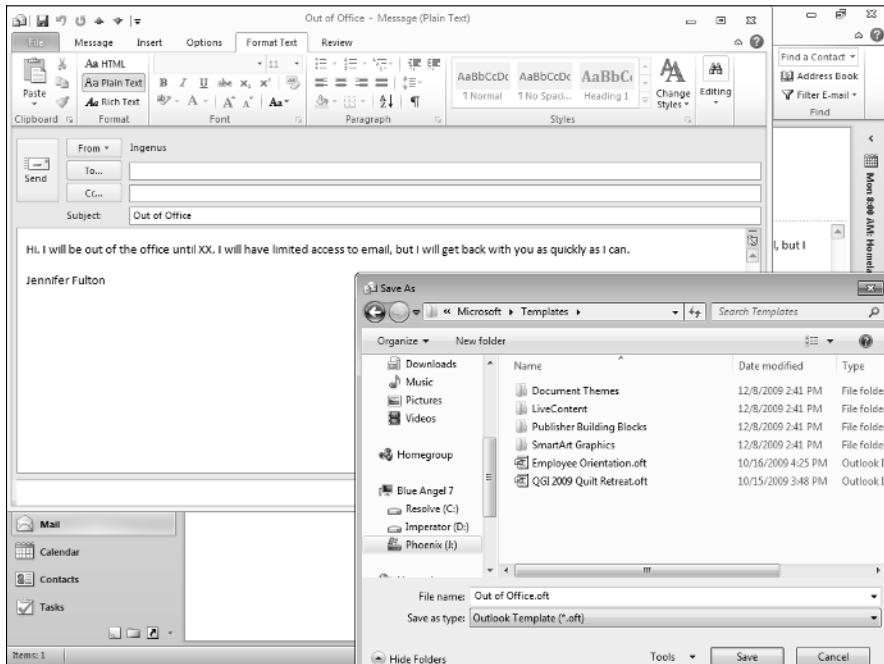 Out of Office - Message (Plain Text)
File Message Insert Options Format Text Review
Paste
Aa HTML
Aa Plain Text
Aa Rich Text
11
B I U abc x₂ x²
AaBbCcDc AaBbCcDc AaBbCc
¶ Normal ¶ No Spaci... Heading 1
Change Styles
Editing
Clipboard Format Font Paragraph Styles
Find a Contact
Address Book
Filter E-mail
Find
Send
From Ingenus
To...
Cc...
Subject: Out of Office
Hi. I will be out of the office until XX. I will have limited access to email, but I will get back with you as quickly as I can.
Jennifer Fulton
l, but I
Mon 8:00 AM: Homela
Save As
« Microsoft Templates
Search Templates
Organize New folder
Name Date modified Type
Downloads
Music
Pictures
Videos
Homegroup
Blue Angel 7
Resolve (C:)
Imperator (D:)
Phoenix (J:)
Document Themes 12/8/2009 2:41 PM File folde
LiveContent 12/8/2009 2:41 PM File folde
Publisher Building Blocks 12/8/2009 2:41 PM File folde
SmartArt Graphics 12/8/2009 2:41 PM File folde
Employee Orientation.oft 10/16/2009 4:25 PM Outlook I
QGI 2009 Quilt Retreat.oft 10/15/2009 3:48 PM Outlook I
File name: Out of Office.oft
Save as type: Outlook Template (*.oft)
Hide Folders Tools Save Cancel
Mail
Calendar
Contacts
Tasks
Items: 1